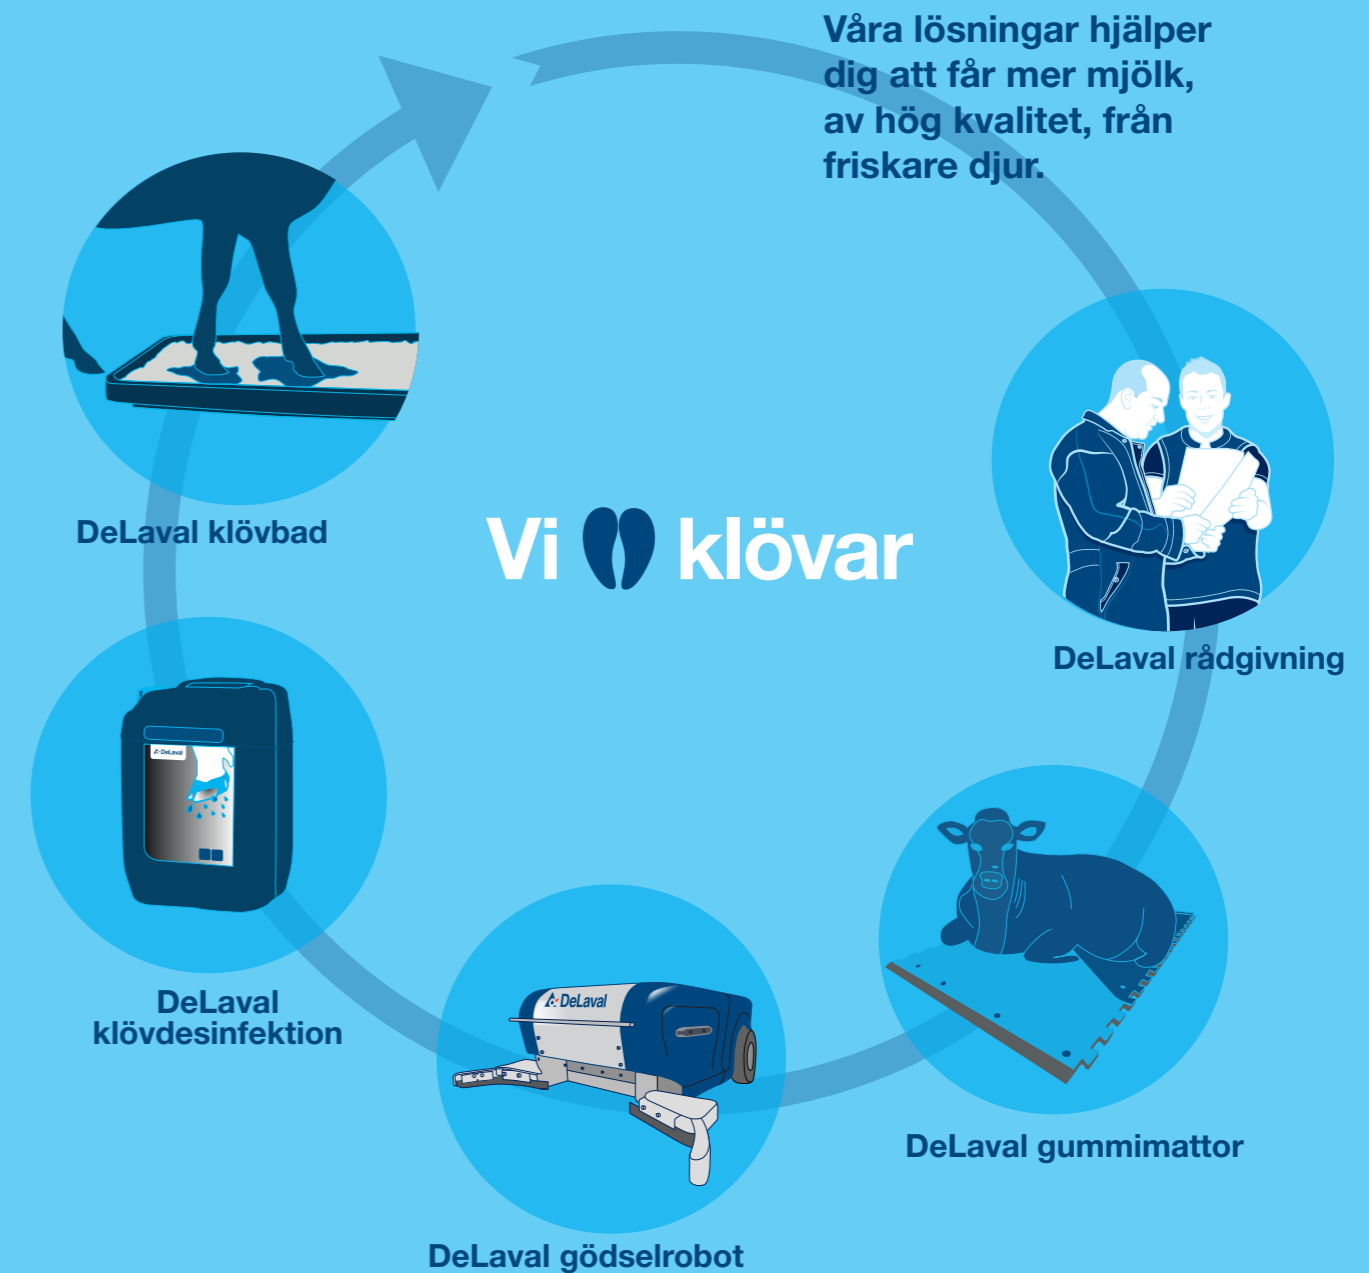 Våra lösningar hjälper
dig att får mer mjölk,
av hög kvalitet, från
friskare djur.
DeLaval klövbad
Vi klövar
DeLaval rådgivning
DeLaval
DeLaval
klövdesinfektion
DeLaval
DeLaval gummimattor
DeLaval gödselrobot